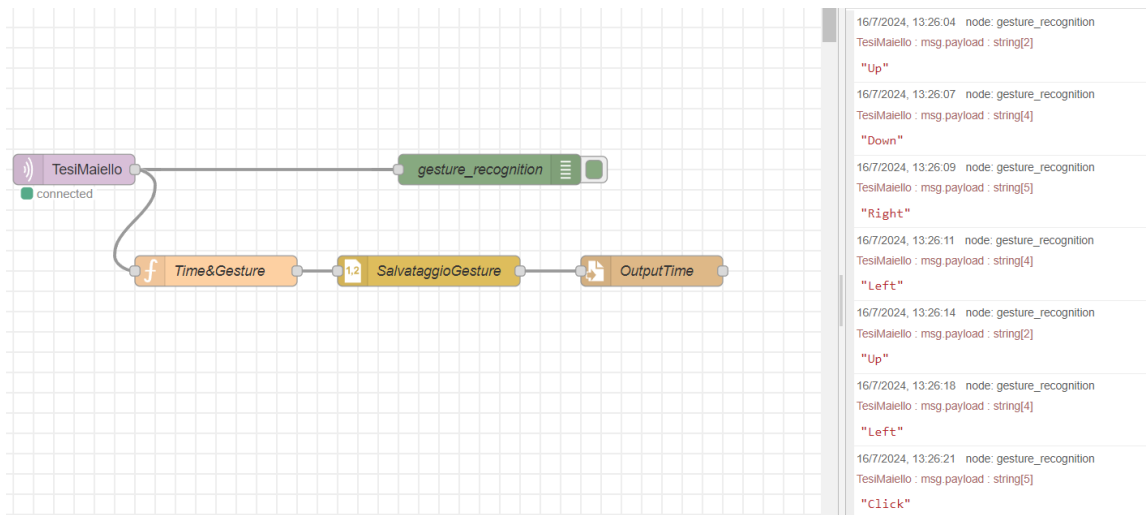 TesiMaiello
connected
gesture_recognition
Time&Gesture
1,2
SalvataggioGesture
OutputTime
16/7/2024, 13:26:04 node: gesture_recognition
TesiMaiello : msg.payload : string[2]
"Up"
16/7/2024, 13:26:07 node: gesture_recognition
TesiMaiello : msg.payload : string[4]
"Down"
16/7/2024, 13:26:09 node: gesture_recognition
TesiMaiello : msg.payload : string[5]
"Right"
16/7/2024, 13:26:11 node: gesture_recognition
TesiMaiello : msg.payload : string[4]
"Left"
16/7/2024, 13:26:14 node: gesture_recognition
TesiMaiello : msg.payload : string[2]
"Up"
16/7/2024, 13:26:18 node: gesture_recognition
TesiMaiello : msg.payload : string[4]
"Left"
16/7/2024, 13:26:21 node: gesture_recognition
TesiMaiello : msg.payload : string[5]
"Click"